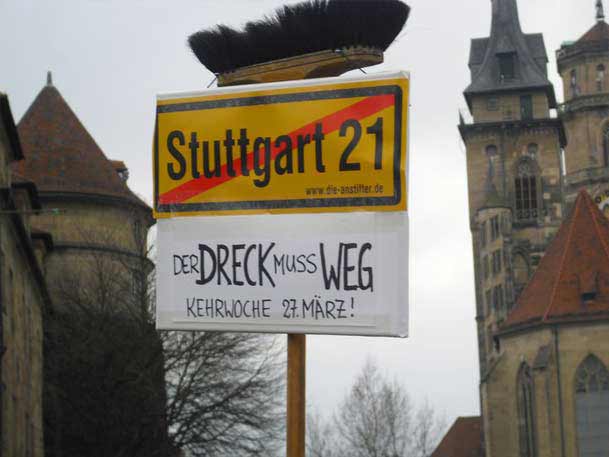 Stuttgart 21
www.die-anstifter.de
DER DRECK MUSS WEG
KEHRWOCHE 27. MÄRZ!